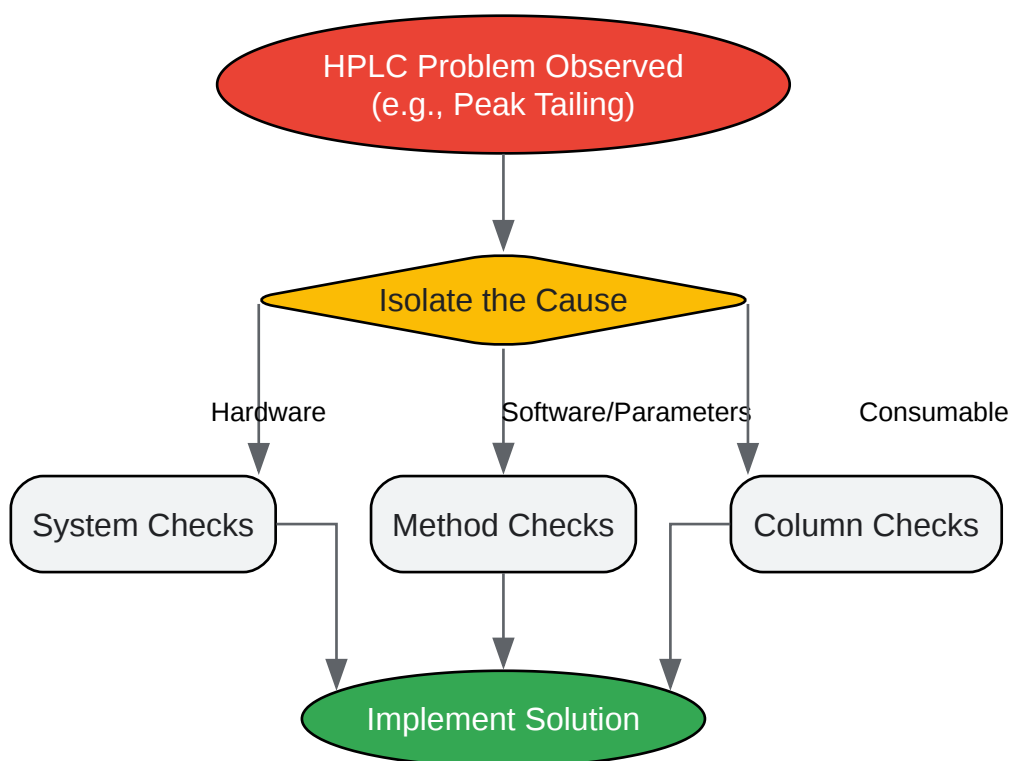 HPLC Problem Observed
(e.g., Peak Tailing)
Isolate the Cause
Hardware
Software/Parameters
Consumable
System Checks
Method Checks
Column Checks
Implement Solution